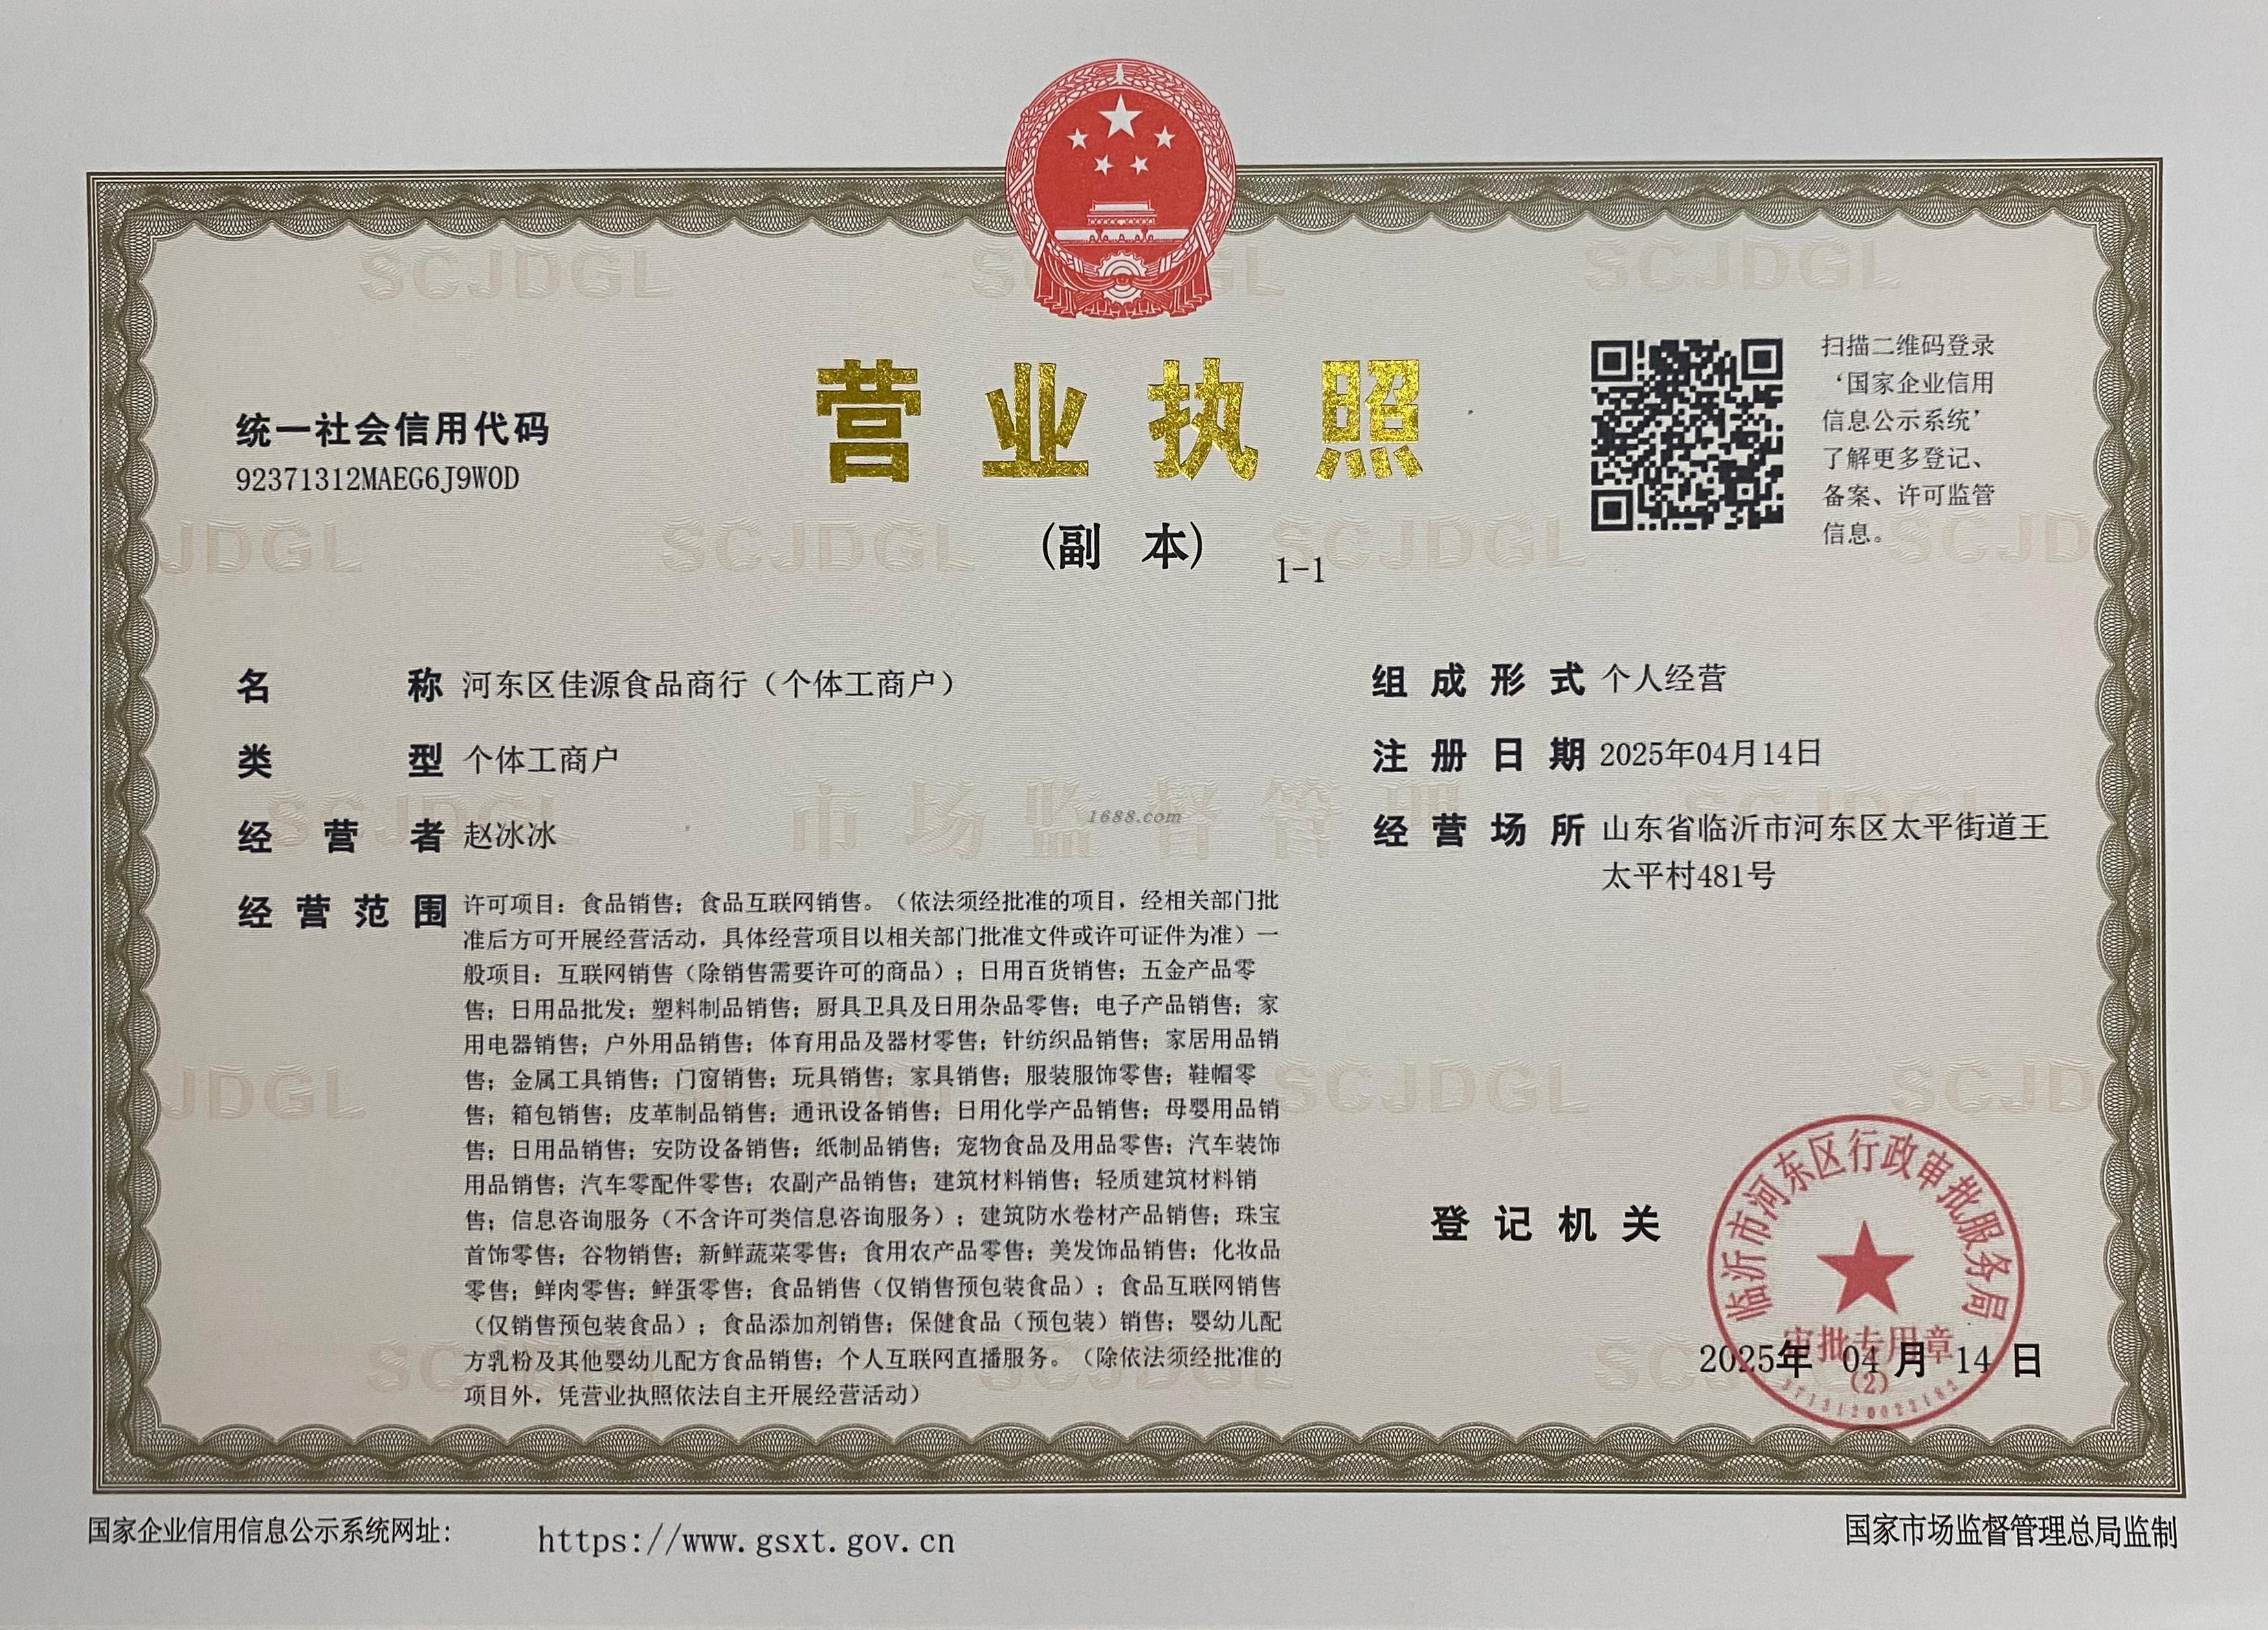 SCJDGL
SCJDGL
营业执照
(副 本)
1-1
统一社会信用代码
92371312MAEG6J9W0D
扫描二维码登录
‘国家企业信用
信息公示系统’
了解更多登记、
备案、许可监管
信息。
名 称 河东区佳源食品商行（个体工商户）
类 型 个体工商户
经 营 者 赵冰冰
经 营 范 围 许可项目：食品销售；食品互联网销售。（依法须经批准的项目，经相关部门批
准后方可开展经营活动，具体经营项目以相关部门批准文件或许可证件为准）一
般项目：互联网销售（除销售需要许可的商品）；日用百货销售；五金产品零
售；日用品批发；塑料制品销售；厨具卫具及日用杂品零售；电子产品销售；家
用电器销售；户外用品销售；体育用品及器材零售；针纺织品销售；家居用品销
售；金属工具销售；门窗销售；玩具销售；家具销售；服装服饰零售；鞋帽零
售；箱包销售；皮革制品销售；通讯设备销售；日用化学产品销售；母婴用品销
售；日用品销售；安防设备销售；纸制品销售；宠物食品及用品零售；汽车装饰
用品销售；汽车零配件零售；农副产品销售；建筑材料销售；轻质建筑材料销
售；信息咨询服务（不含许可类信息咨询服务）；建筑防水卷材产品销售；珠宝
首饰零售；谷物销售；新鲜蔬菜零售；食用农产品零售；美发饰品销售；化妆品
零售；鲜肉零售；鲜蛋零售；食品销售（仅销售预包装食品）；食品互联网销售
（仅销售预包装食品）；食品添加剂销售；保健食品（预包装）销售；婴幼儿配
方乳粉及其他婴幼儿配方食品销售；个人互联网直播服务。（除依法须经批准的
项目外，凭营业执照依法自主开展经营活动）
组 成 形 式 个人经营
注 册 日 期 2025年04月14日
经 营 场 所 山东省临沂市河东区太平街道王
太平村481号
市场监督管理
1688.com
登 记 机 关
临沂市河东区行政审批服务局
审批专用章
(2)
2025年 04 月 14 日
国家企业信用信息公示系统网址：
https://www.gsxt.gov.cn
国家市场监督管理总局监制